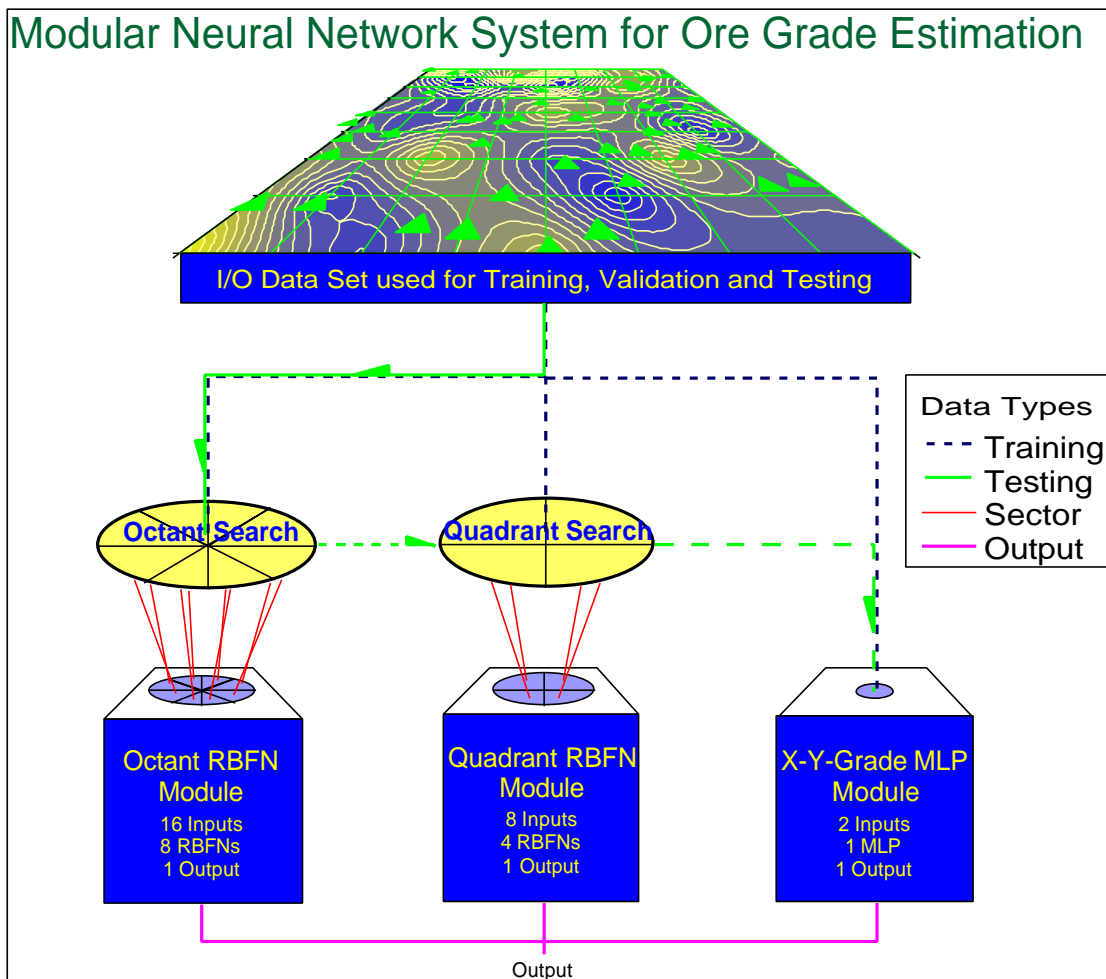 Modular Neural Network System for Ore Grade Estimation
I/O Data Set used for Training, Validation and Testing
Data Types
Training
Testing
Sector
Output
Octant Search
Quadrant Search
Octant RBFN
Module
16 Inputs
8 RBFNs
1 Output
Quadrant RBFN
Module
8 Inputs
4 RBFNs
1 Output
X-Y-Grade MLP
Module
2 Inputs
1 MLP
1 Output
Output